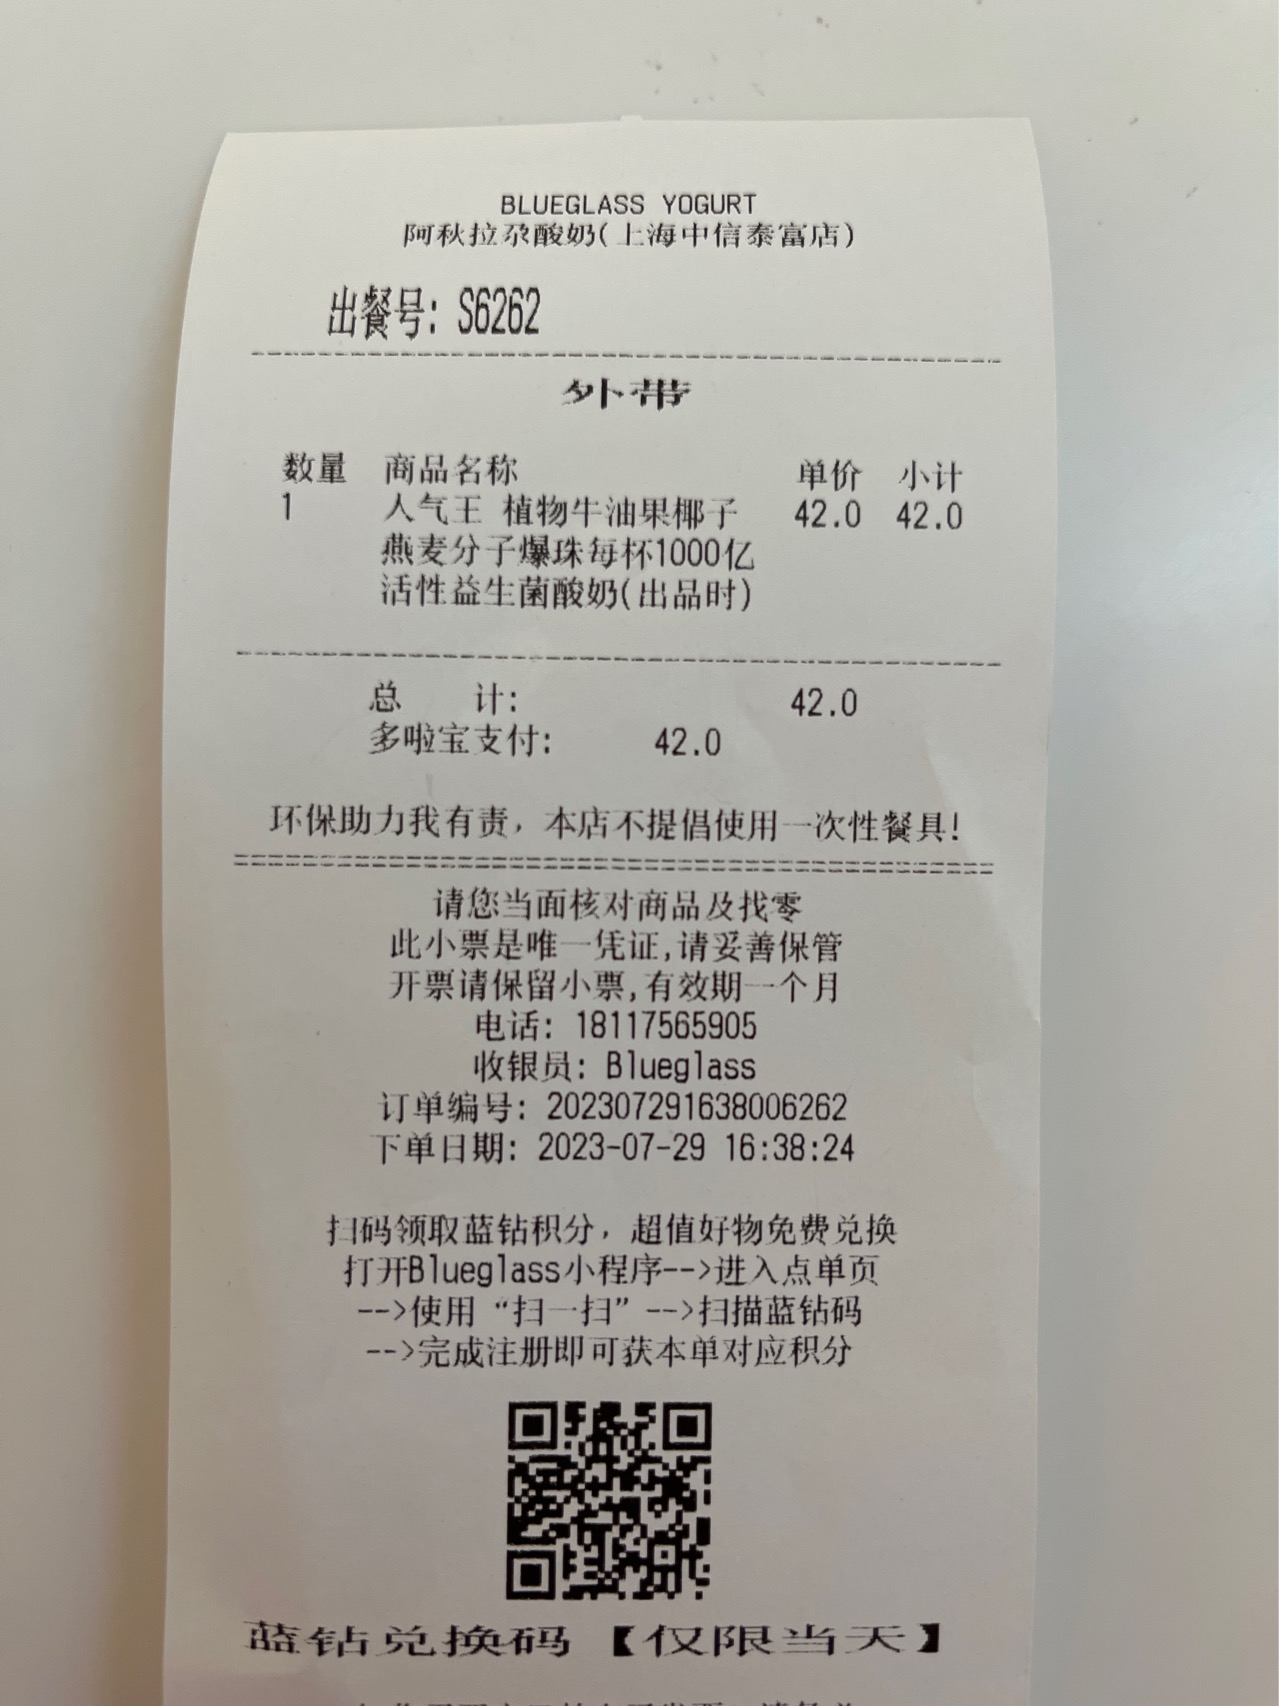 BLUEGLASS YOGURT
阿秋拉尕酸奶(上海中信泰富店)
出餐号: S6262
外带
数量 商品名称 单价 小计
1 人气王 植物牛油果椰子 42.0 42.0
燕麦分子爆珠每杯1000亿
活性益生菌酸奶(出品时)
总 计: 42.0
多啦宝支付: 42.0
环保助力我有责，本店不提倡使用一次性餐具!
请您当面核对商品及找零
此小票是唯一凭证,请妥善保管
开票请保留小票,有效期一个月
电话: 18117565905
收银员: Blueglass
订单编号: 202307291638006262
下单日期: 2023-07-29 16:38:24
扫码领取蓝钻积分，超值好物免费兑换
打开Blueglass小程序-->进入点单页
-->使用“扫一扫”-->扫描蓝钻码
-->完成注册即可获本单对应积分
蓝钻兑换码【仅限当天】